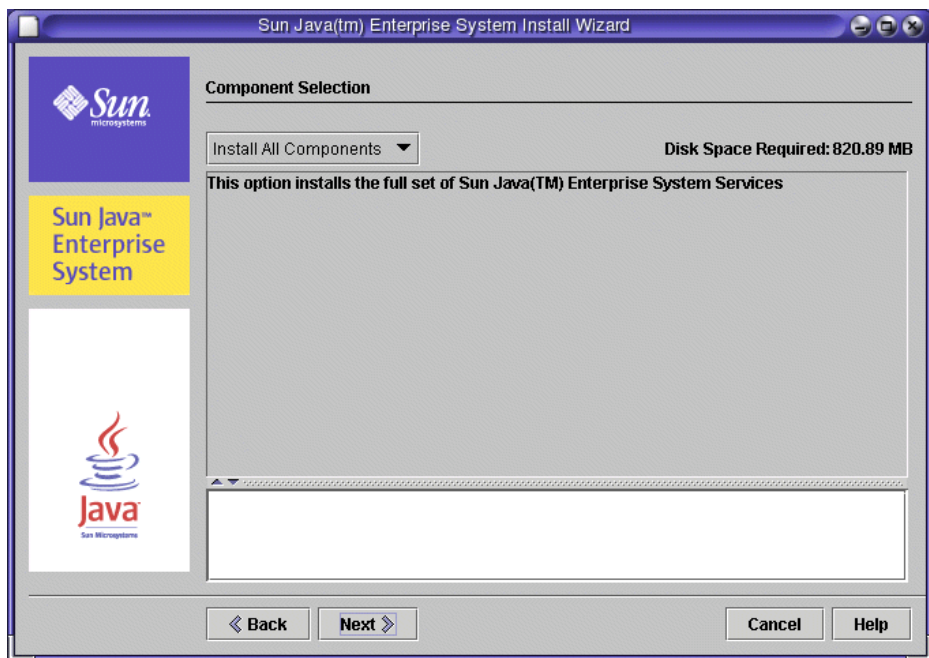 Sun Java(tm) Enterprise System Install Wizard
Sun
microsystems
Component Selection
Install All Components
Disk Space Required: 820.89 MB
This option installs the full set of Sun Java(TM) Enterprise System Services
Sun Java™
Enterprise
System
Java
Sun Microsystems
Back
Next
Cancel
Help